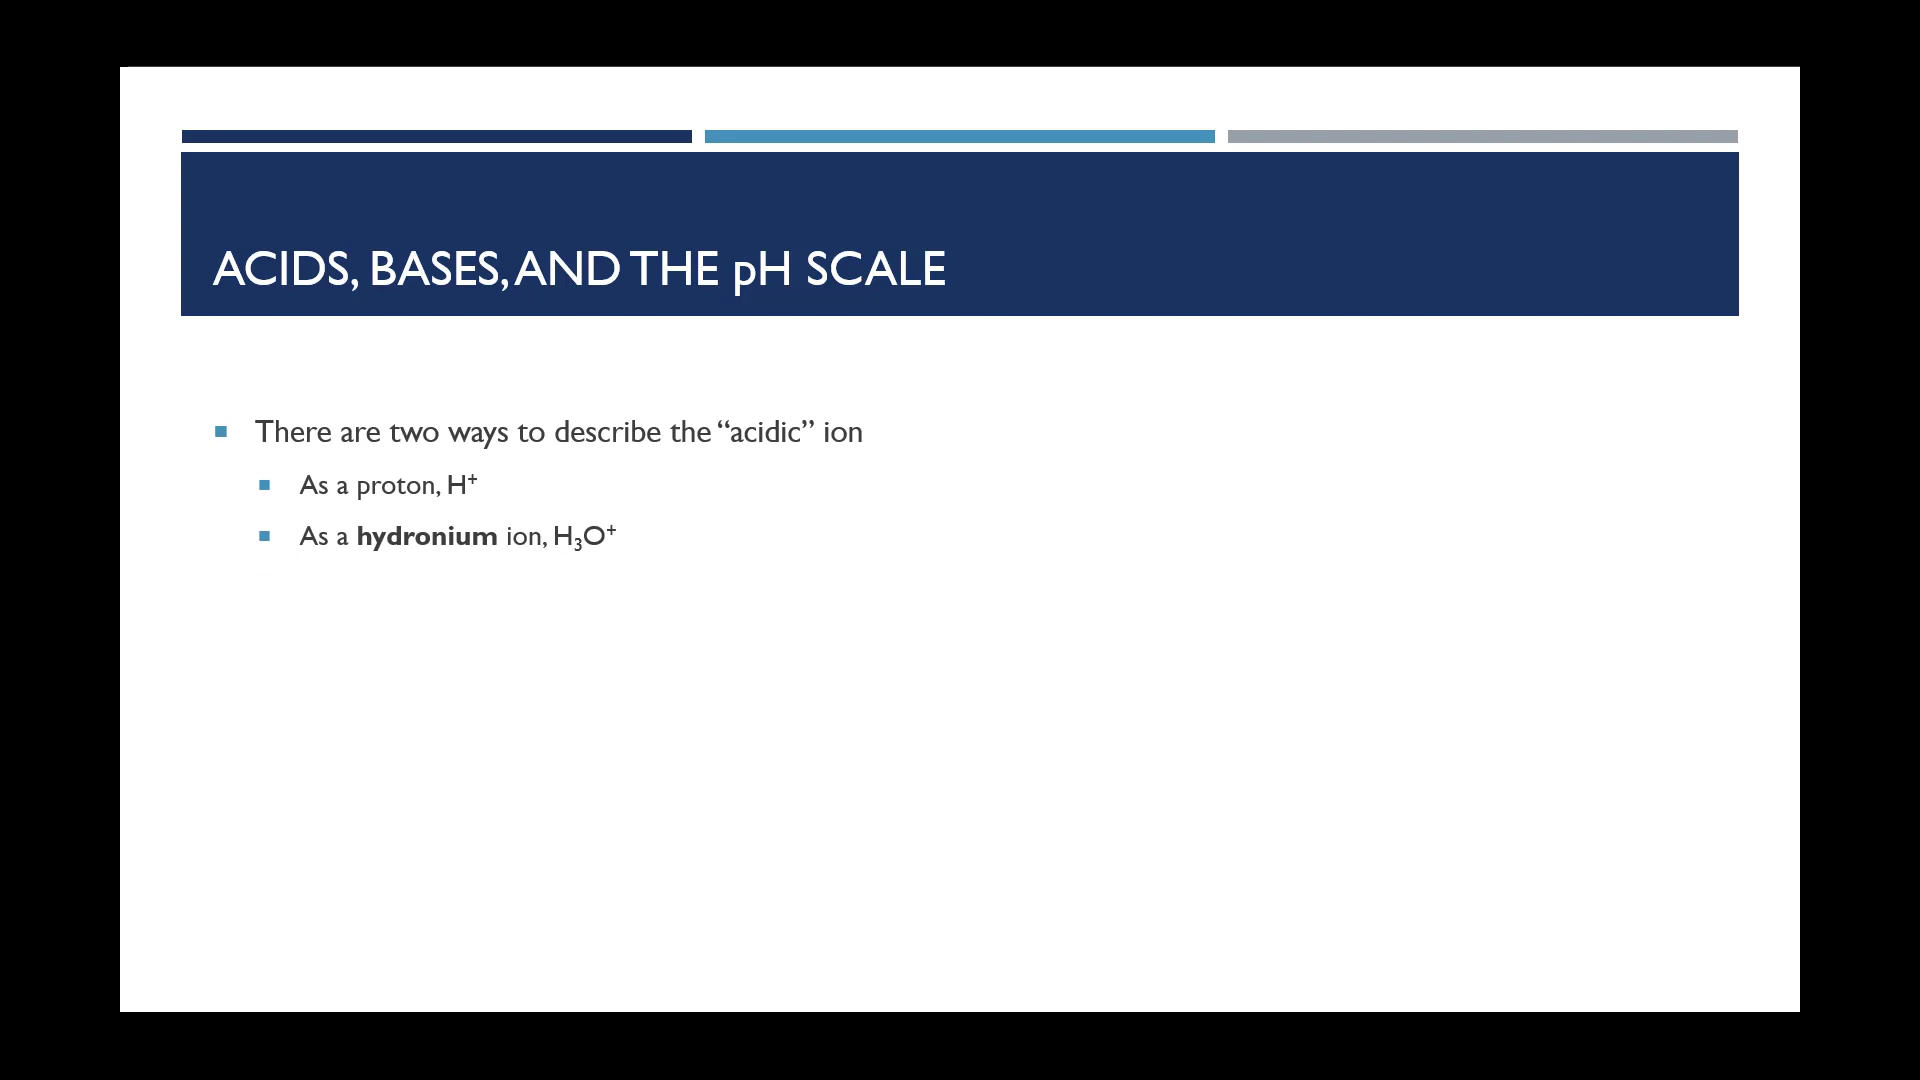 ACIDS, BASES, AND THE pH SCALE
There are two ways to describe the “acidic” ion
As a proton, H⁺
As a hydronium ion, H₃O⁺